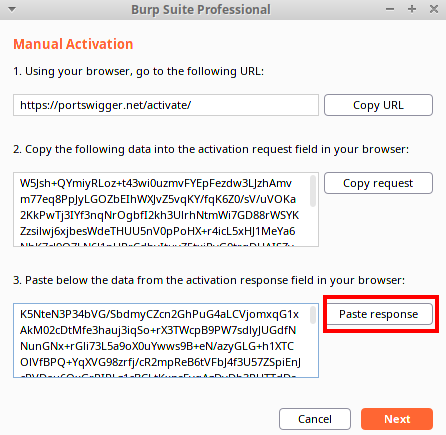 Burp Suite Professional
Manual Activation
1. Using your browser, go to the following URL:
https://portswigger.net/activate/
Copy URL
2. Copy the following data into the activation request field in your browser:
W5Jsh+QYmiyRLoz+t43wi0uzmvFYEpFezdw3LJzhAmv
m77eq8PpJyLGOZbEIhWXJvZ5vqKY/fqK6Z0/sV/uVOKa
2KkPwTj3IYf3nqNrOgbfI2kh3UlrhNtmWi7GD88rWSYK
Zzsilwj6xjbesWdeTHUU5nV0pPoHX+r4icL5xHJ1MeYa6
Copy request
3. Paste below the data from the activation response field in your browser:
K5NteN3P34bVG/SbdmyCZcn2GhPuG4aLCVjomxqG1x
AkM02cDtMfe3hauj3iqSo+rX3TWcpB9PW7sdlyJUGdfN
NunGNx+rGli73L5a9oX0uYwws9B+eN/azyGLG+h1XTC
OlVfBPQ+YqXVG98zrfj/cR2mpReB6tVFbJ4f3U57ZSpiEnJ
Paste response
Cancel
Next